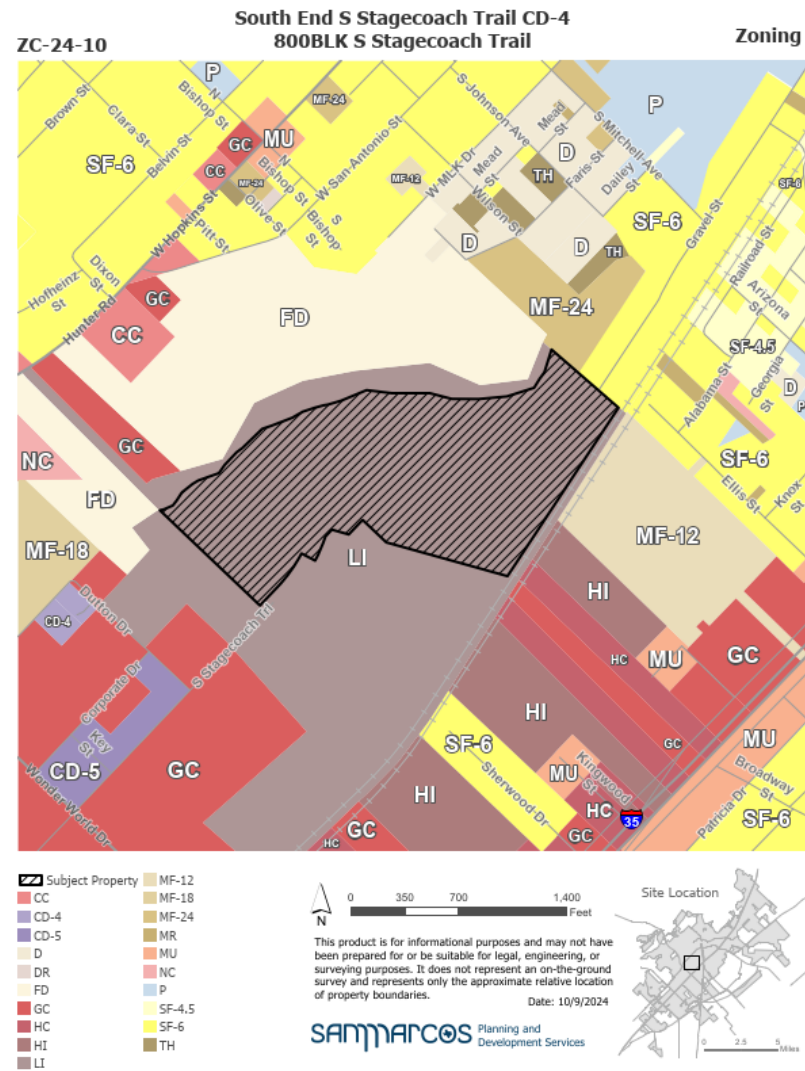 ZC-24-10
South End S Stagecoach Trail CD-4
800BLK S Stagecoach Trail
Zoning
P
N Bishop St
Brown St
Clara St
Belvin St
SF-6
GC
MU
MF-24
CC
MF-24
N Bishop St
Olive St
S Bishop St
W San Antonio St
W Hopkins St
Pitt St
MF-12
S Johnson Ave
W MLK Dr
Mead St
Mead St
Wilson St
D
TH
Faris St
Dailey St
S Mitchell Ave
P
D
D
TH
SF-6
Gravel St
SF-6
Railroad St
Arizona St
SF-4.5
Georgia St
D
P
Alabama St
SF-6
Ellis St
Knox St
Dixon St
Hofheinz St
Hunter Rd
GC
CC
FD
MF-24
GC
NC
FD
MF-18
LI
MF-12
HI
HC
MU
GC
CD-4
Dutton Dr
S Stagecoach Trl
Corporate Dr
Key St
CD-5
GC
Wonder World Dr
HI
SF-6
Sherwood Dr
MU
Kingwood St
GC
MU
Broadway St
Patricia Dr
SF-6
HI
HC
GC
35
GC
HC
Subject Property
CC
CD-4
CD-5
D
DR
FD
GC
HC
HI
LI
MF-12
MF-18
MF-24
MR
MU
NC
P
SF-4.5
SF-6
TH
N
0 350 700 1,400
Feet
This product is for informational purposes and may not have
been prepared for or be suitable for legal, engineering, or
surveying purposes. It does not represent an on-the-ground
survey and represents only the approximate relative location
of property boundaries.
Date: 10/9/2024
SANMARCOS
Planning and
Development Services
Site Location
0 2.5 5
Miles